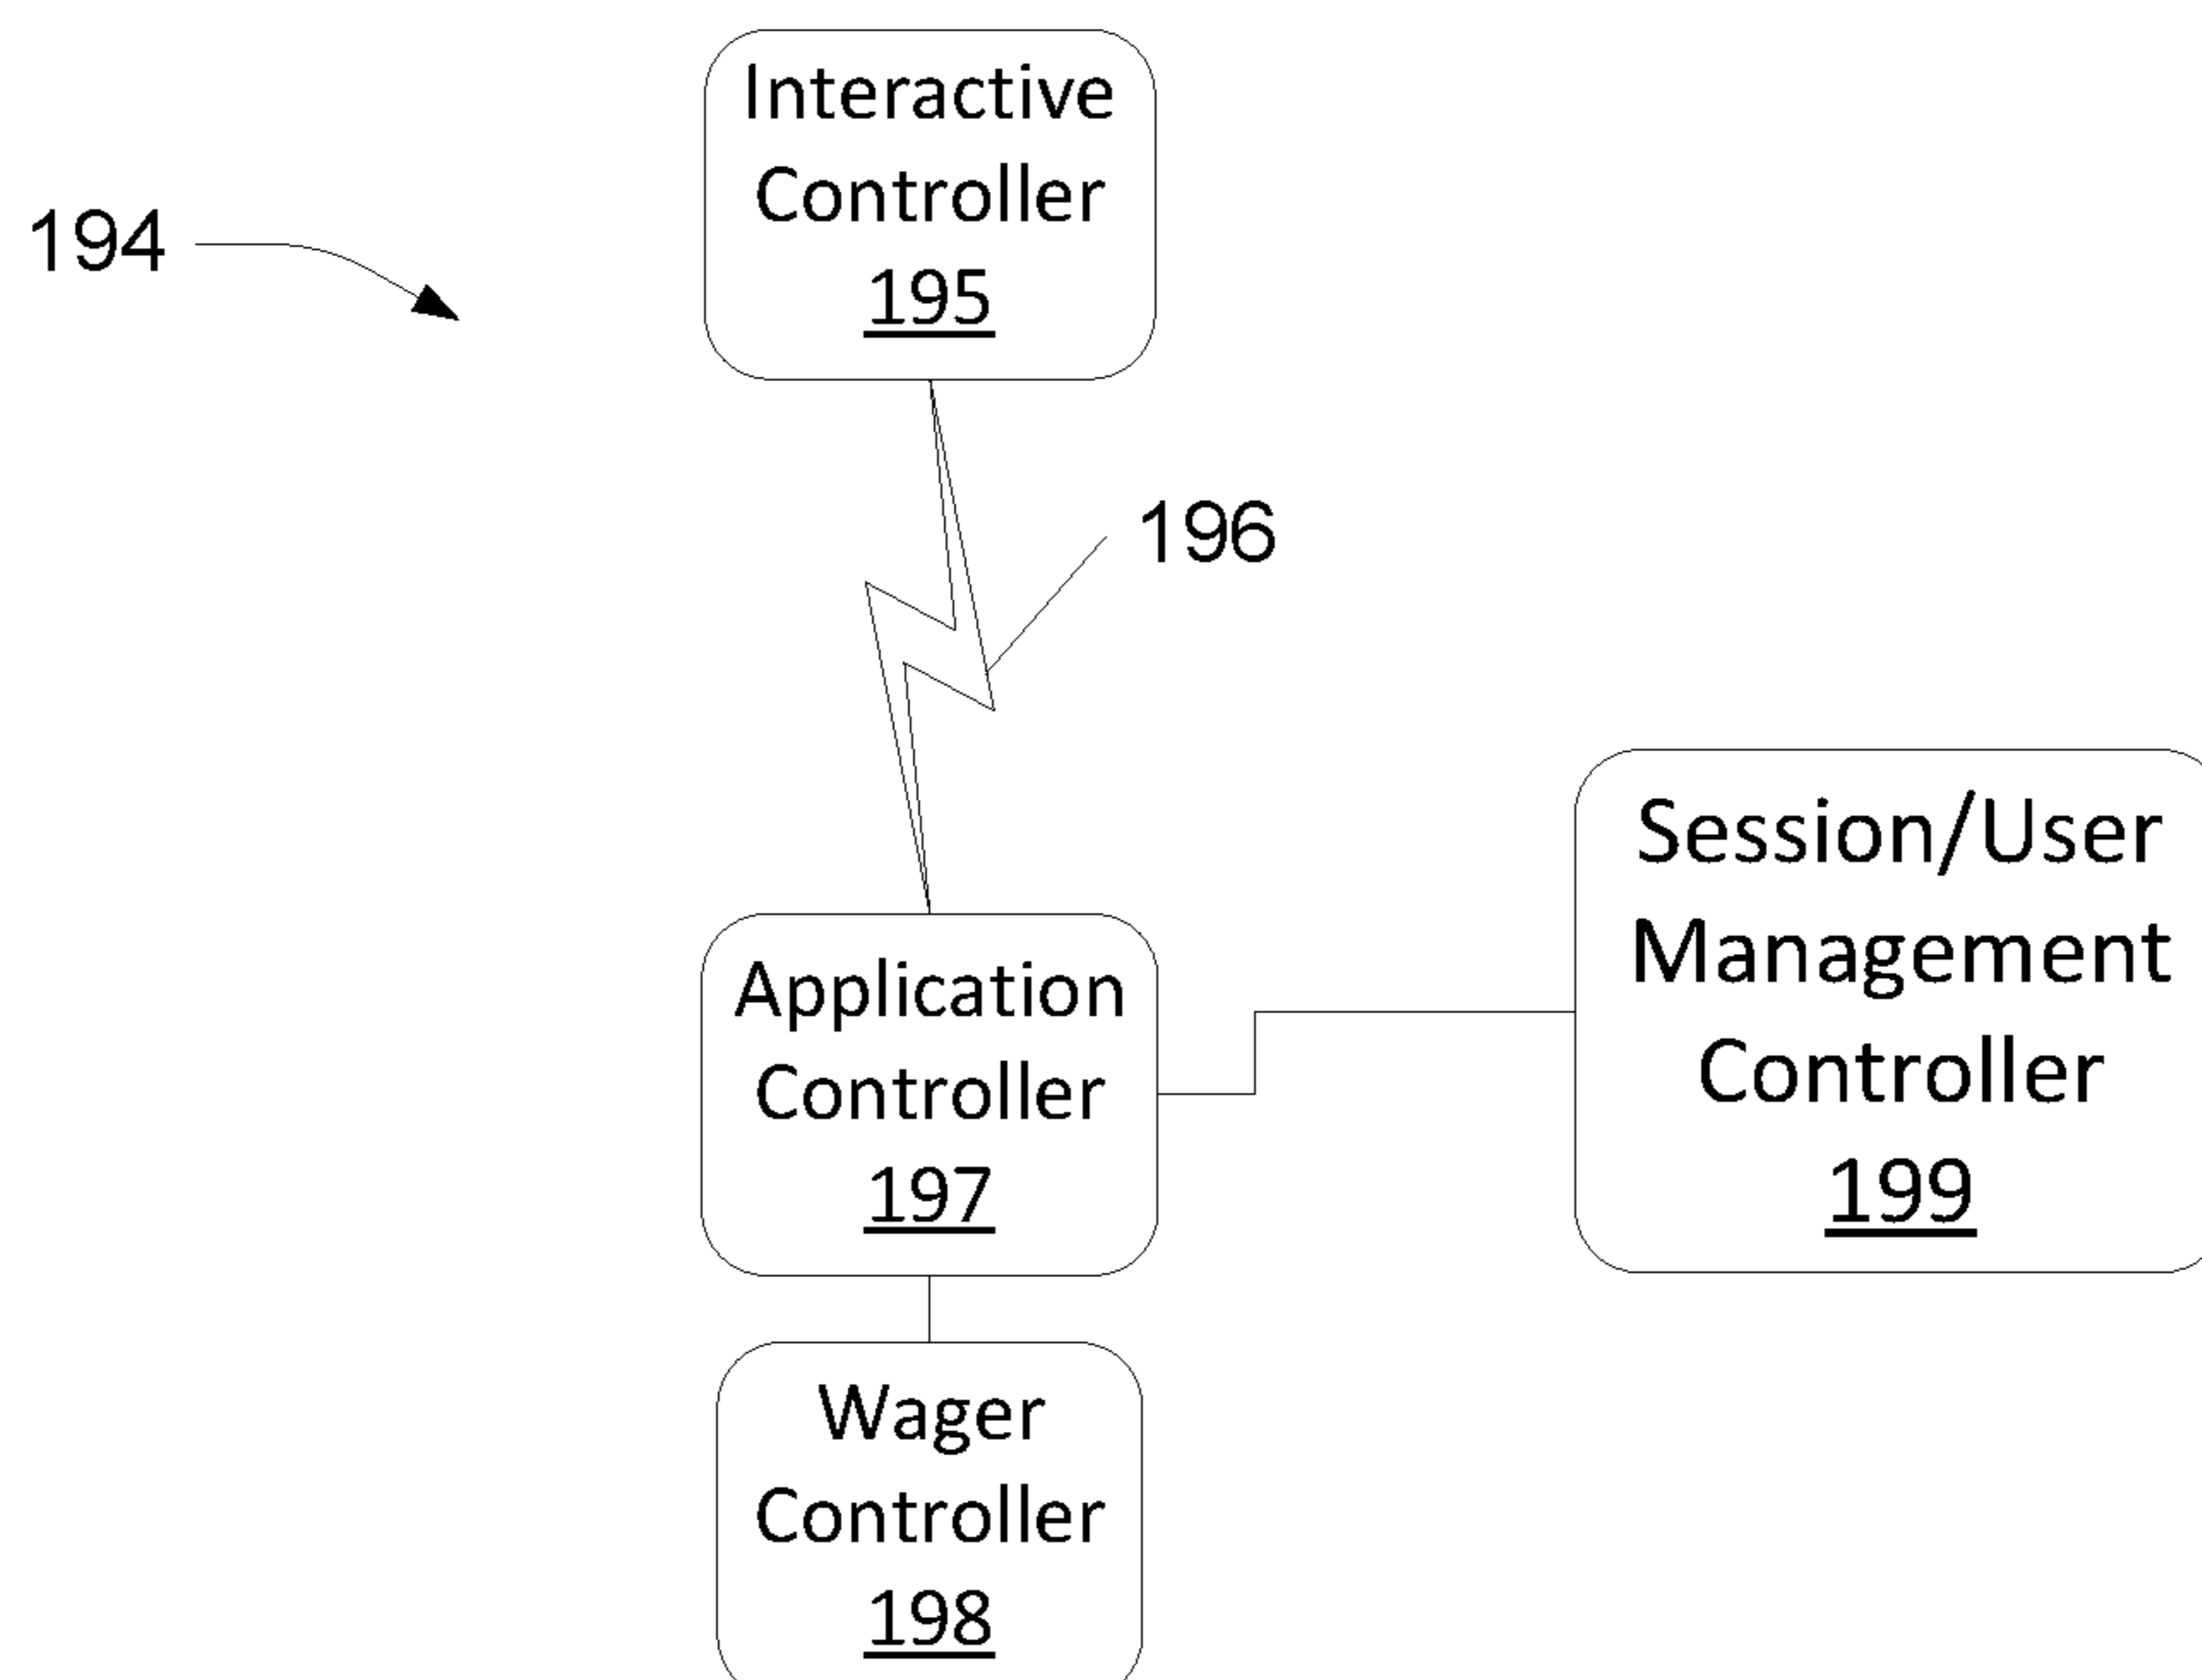 Interactive
Controller
195
194
196
Application
Controller
197
Session/User
Management
Controller
199
Wager
Controller
198